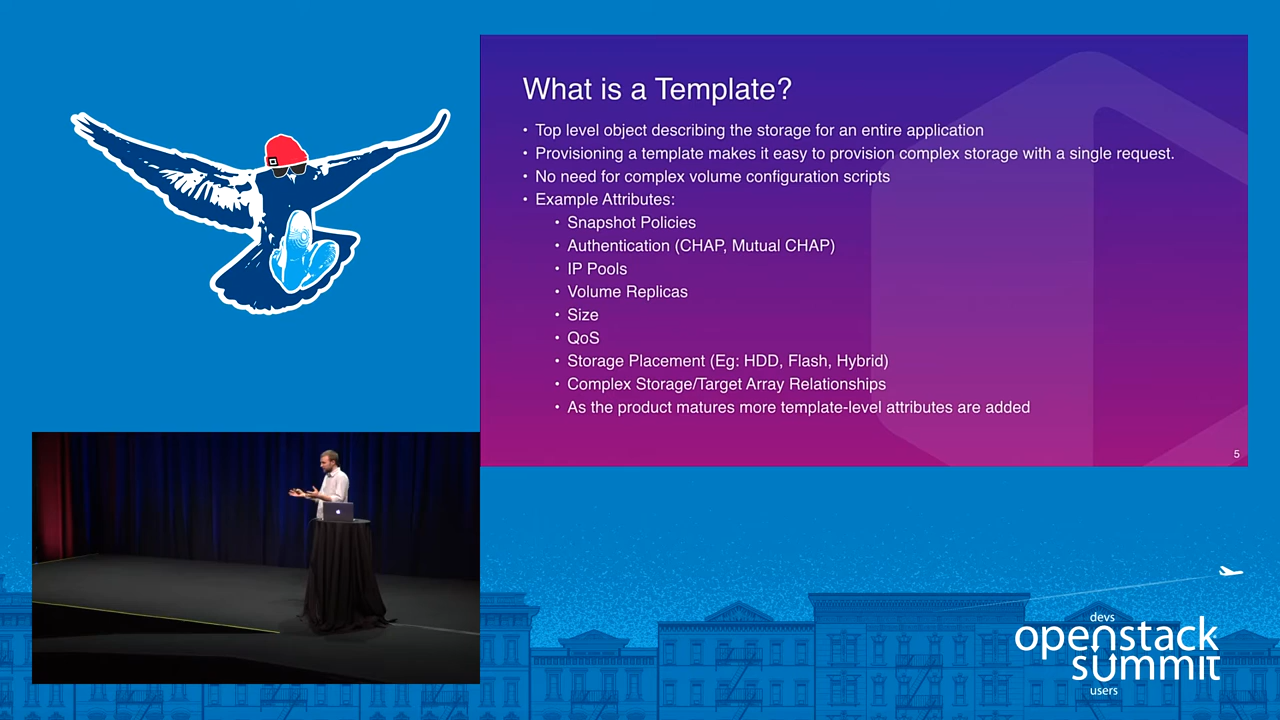 What is a Template?
• Top level object describing the storage for an entire application
• Provisioning a template makes it easy to provision complex storage with a single request.
• No need for complex volume configuration scripts
• Example Attributes:
• Snapshot Policies
• Authentication (CHAP, Mutual CHAP)
• IP Pools
• Volume Replicas
• Size
• QoS
• Storage Placement (Eg: HDD, Flash, Hybrid)
• Complex Storage/Target Array Relationships
• As the product matures more template-level attributes are added
5
devs
openstack
summit
users